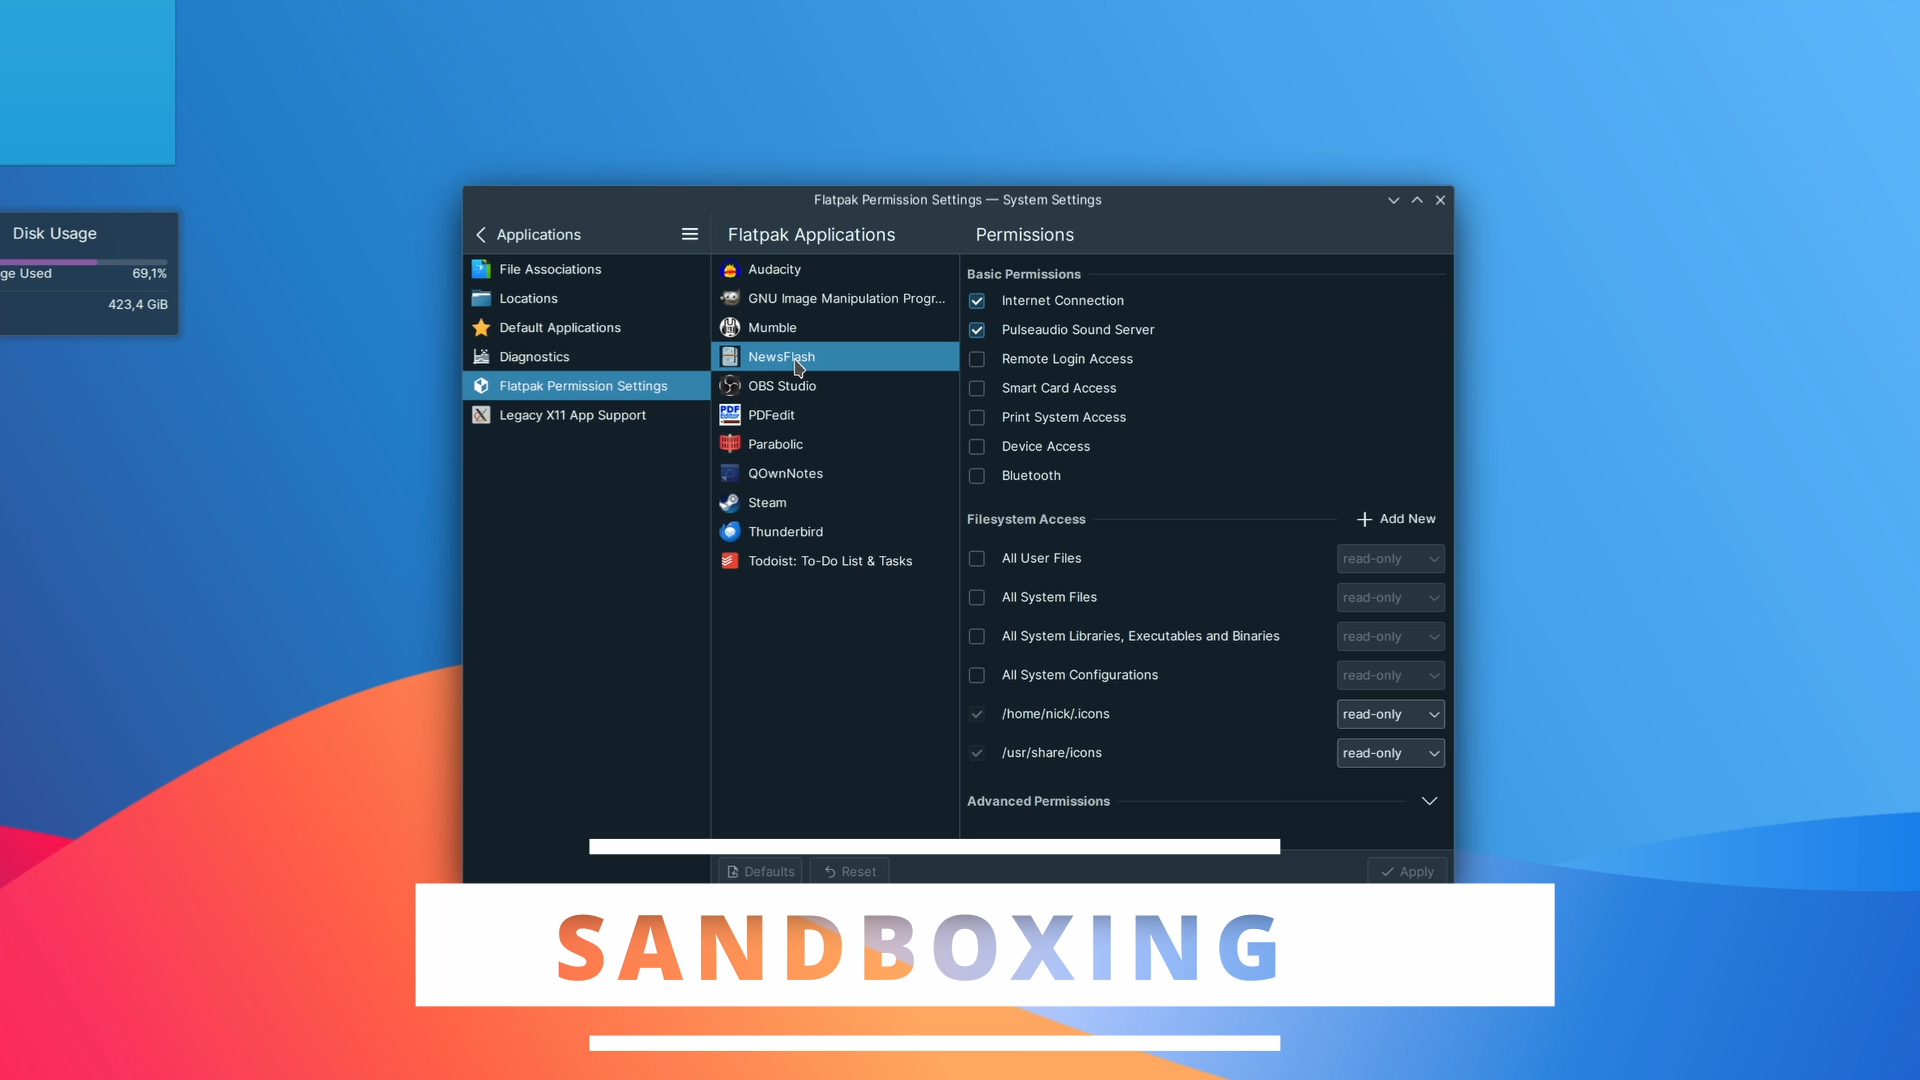 Flatpak Permission Settings — System Settings
Applications
Flatpak Applications
Permissions
Disk Usage
ge Used 69,1%
423,4 GiB
File Associations
Locations
Default Applications
Diagnostics
Flatpak Permission Settings
Legacy X11 App Support
Audacity
GNU Image Manipulation Progr...
Mumble
NewsFlash
OBS Studio
PDFedit
Parabolic
QOwnNotes
Steam
Thunderbird
Todoist: To-Do List & Tasks
Basic Permissions
Internet Connection
Pulseaudio Sound Server
Remote Login Access
Smart Card Access
Print System Access
Device Access
Bluetooth
Filesystem Access Add New
All User Files read-only
All System Files read-only
All System Libraries, Executables and Binaries read-only
All System Configurations read-only
/home/nick/.icons read-only
/usr/share/icons read-only
Advanced Permissions
Defaults Reset Apply
SANDBOXING